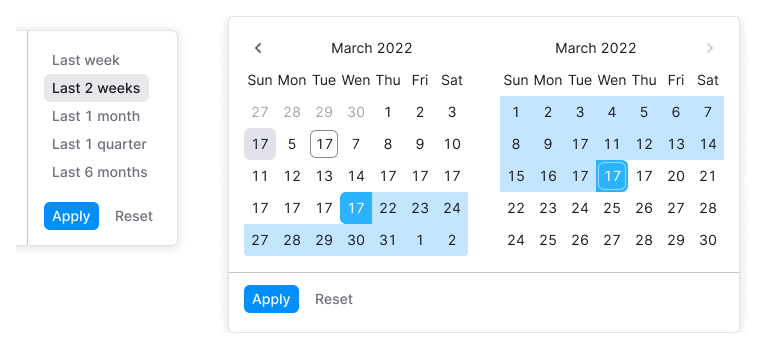 Last week
Last 2 weeks
Last 1 month
Last 1 quarter
Last 6 months
Apply Reset
March 2022
Sun Mon Tue Wen Thu Fri Sat
27 28 29 30 1 2 3
17 5 17 7 8 9 10
11 12 13 14 17 17 17
17 17 17 17 22 23 24
27 28 29 30 31 1 2
March 2022
Sun Mon Tue Wen Thu Fri Sat
1 2 3 4 5 6 7
8 9 17 11 12 13 14
15 16 17 17 17 20 21
22 23 24 25 26 27 28
24 25 26 27 28 29 30
Apply Reset